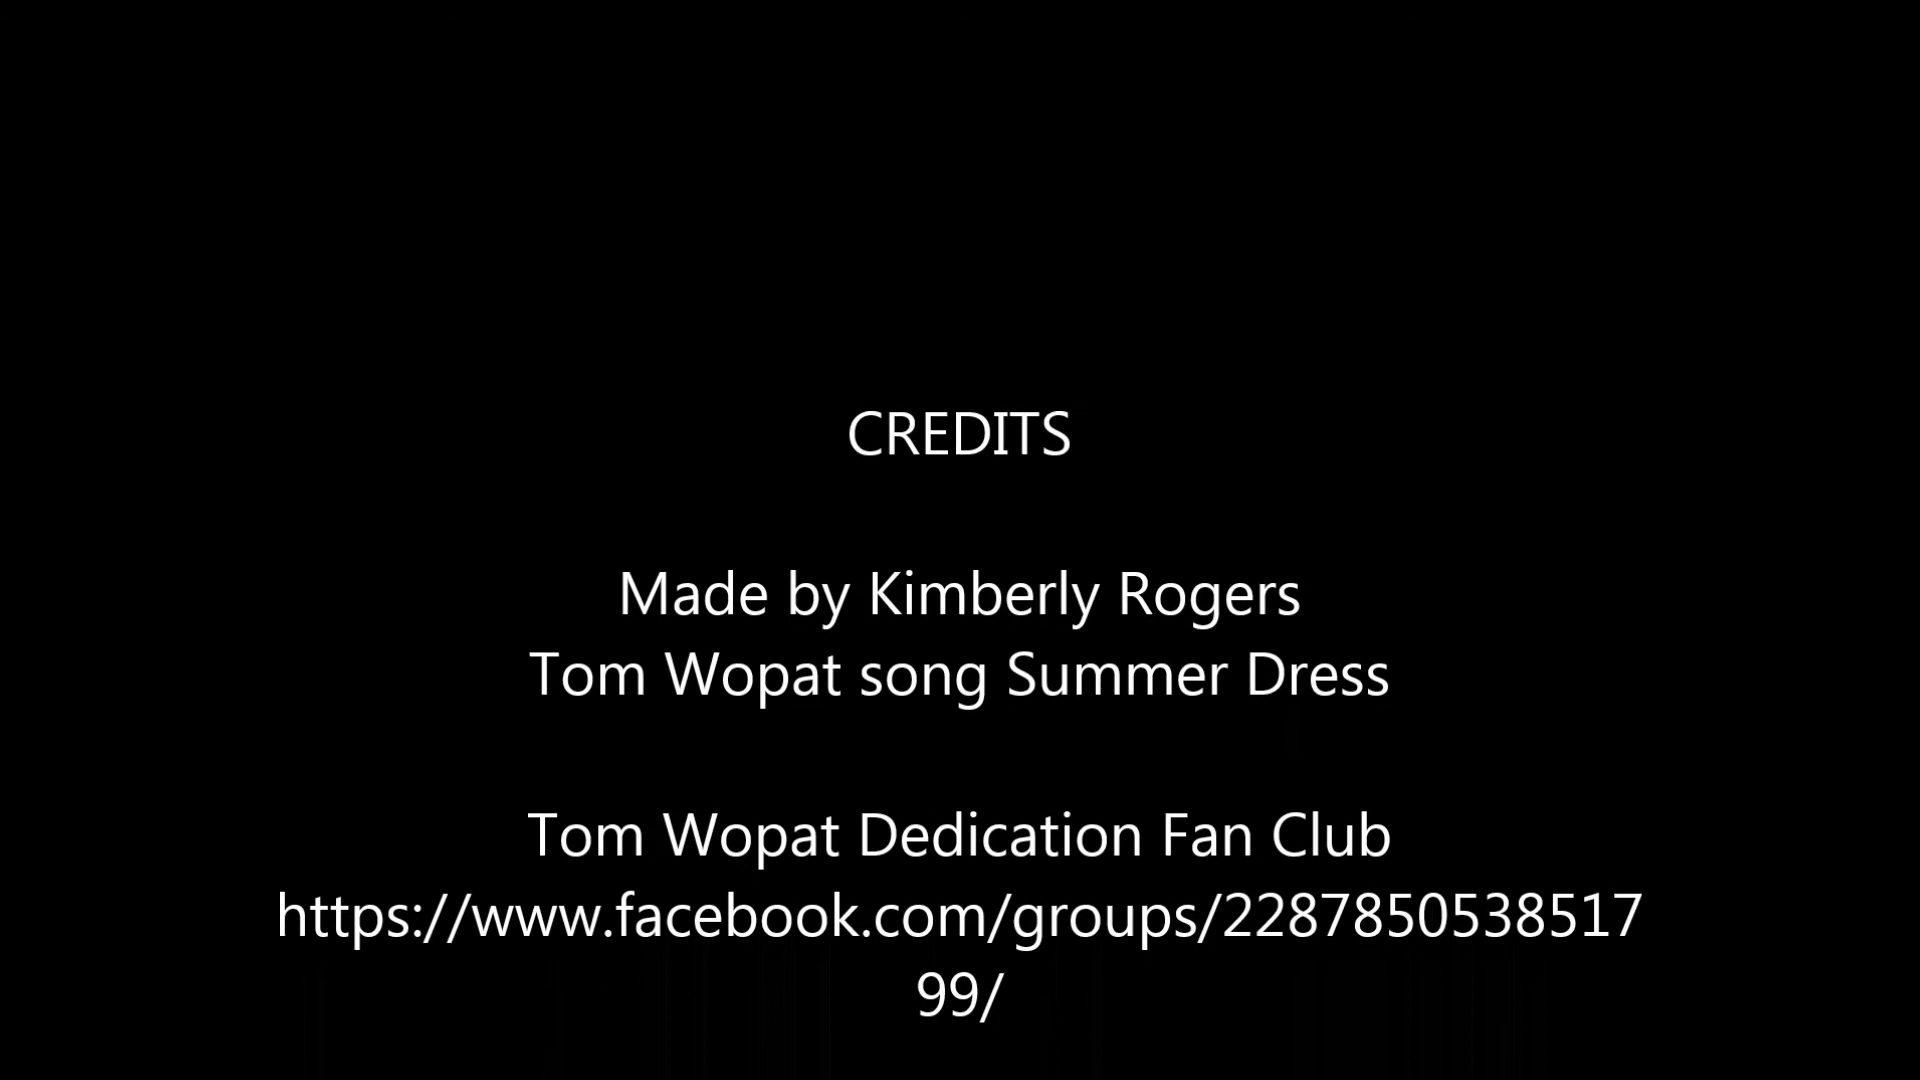 CREDITS
Made by Kimberly Rogers
Tom Wopat song Summer Dress
Tom Wopat Dedication Fan Club
https://www.facebook.com/groups/2287850538517
99/